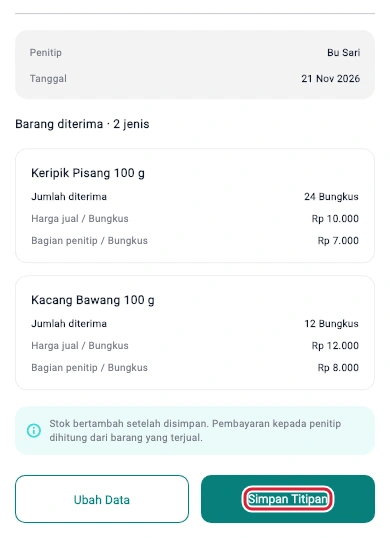 Penitip Bu Sari
Tanggal 21 Nov 2026
Barang diterima · 2 jenis
Keripik Pisang 100 g
Jumlah diterima 24 Bungkus
Harga jual / Bungkus Rp 10.000
Bagian penitip / Bungkus Rp 7.000
Kacang Bawang 100 g
Jumlah diterima 12 Bungkus
Harga jual / Bungkus Rp 12.000
Bagian penitip / Bungkus Rp 8.000
Stok bertambah setelah disimpan. Pembayaran kepada penitip
dihitung dari barang yang terjual.
Ubah Data Simpan Titipan